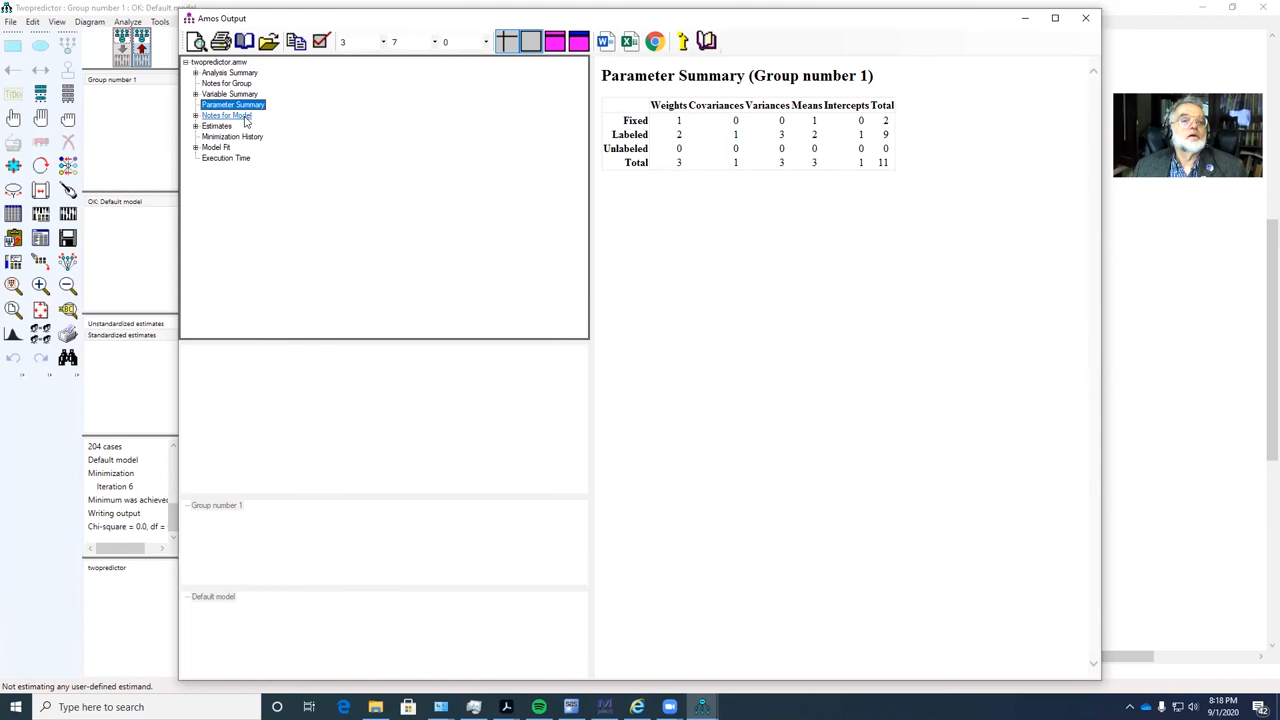 Twopredictor : Group number 1 : OK: Default model
File Edit View Diagram Analyze Tools
Group number 1
OK: Default model
Unstandardized estimates
Standardized estimates
204 cases
Default model
Minimization
Iteration 6
Minimum was achieved
Writing output
Chi-square = 0.0, df =
twopredictor
Not estimating any user-defined estimand.
Amos Output
3 7 0
twopredictor.amw
Analysis Summary
Notes for Group
Variable Summary
Parameter Summary
Notes for Model
Estimates
Minimization History
Model Fit
Execution Time
Group number 1
Default model
Parameter Summary (Group number 1)
Weights Covariances Variances Means Intercepts Total
Fixed 1 0 0 1 0 2
Labeled 2 1 3 2 1 9
Unlabeled 0 0 0 0 0 0
Total 3 1 3 3 1 11
Type here to search
8:18 PM
9/1/2020
42